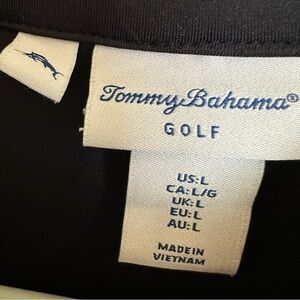 Tommy Bahama®
GOLF
US: L
CA: L/G
UK: L
EU: L
AU: L
MADE IN
VIETNAM